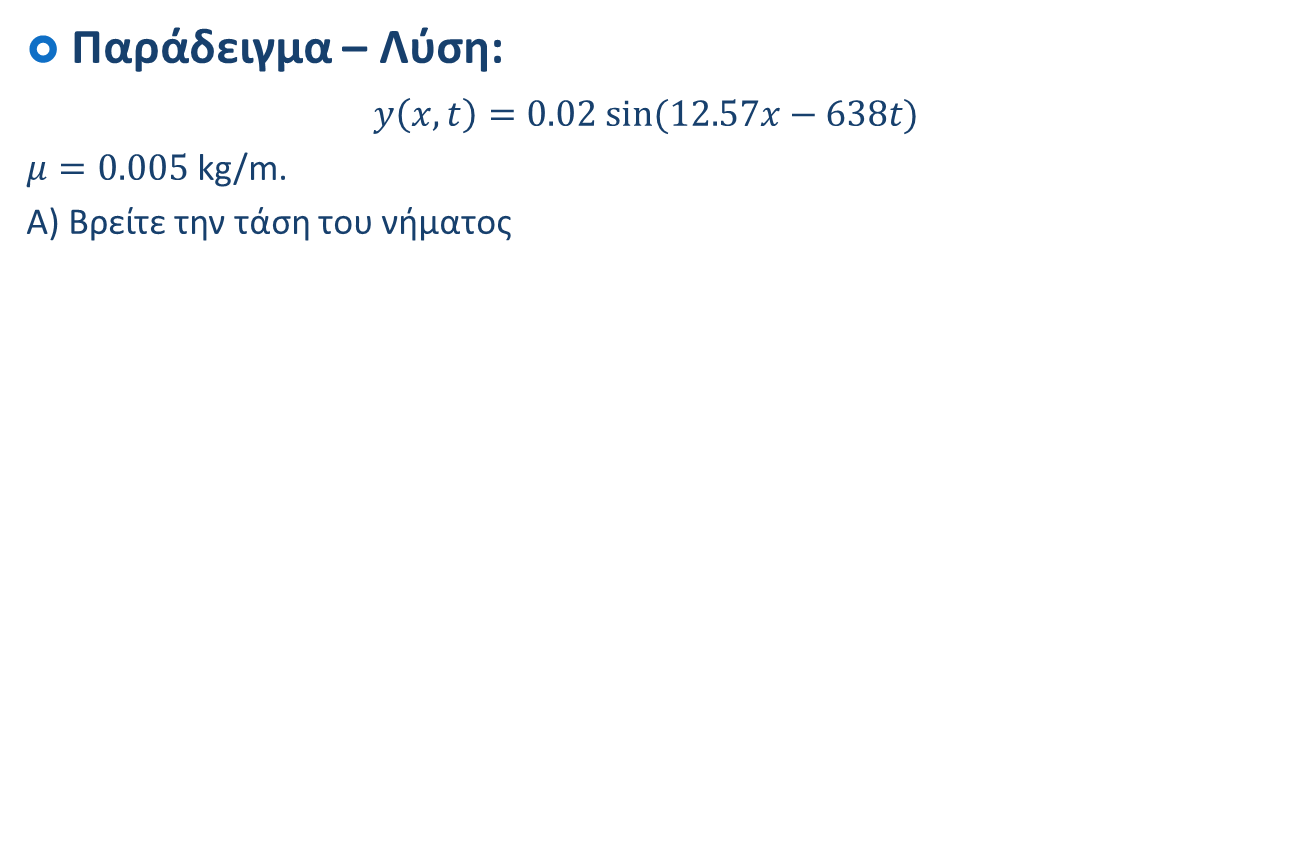 Παράδειγμα – Λύση:
y(x, t) = 0.02 sin(12.57x − 638t)
μ = 0.005 kg/m.
Α) Βρείτε την τάση του νήματος